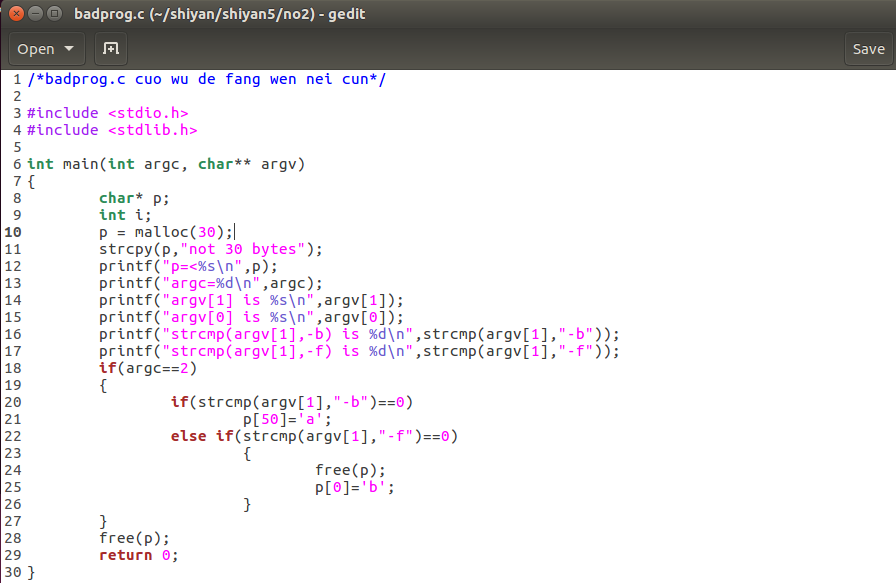 badprog.c (~/shiyan/shiyan5/no2) - gedit
Open Save
1 /*badprog.c cuo wu de fang wen nei cun*/
2
3 #include <stdio.h>
4 #include <stdlib.h>
5
6 int main(int argc, char** argv)
7 {
8 char* p;
9 int i;
10 p = malloc(30);
11 strcpy(p,"not 30 bytes");
12 printf("p=<%s\n",p);
13 printf("argc=%d\n",argc);
14 printf("argv[1] is %s\n",argv[1]);
15 printf("argv[0] is %s\n",argv[0]);
16 printf("strcmp(argv[1],-b) is %d\n",strcmp(argv[1],"-b"));
17 printf("strcmp(argv[1],-f) is %d\n",strcmp(argv[1],"-f"));
18 if(argc==2)
19 {
20 if(strcmp(argv[1],"-b")==0)
21 p[50]='a';
22 else if(strcmp(argv[1],"-f")==0)
23 {
24 free(p);
25 p[0]='b';
26 }
27 }
28 free(p);
29 return 0;
30 }